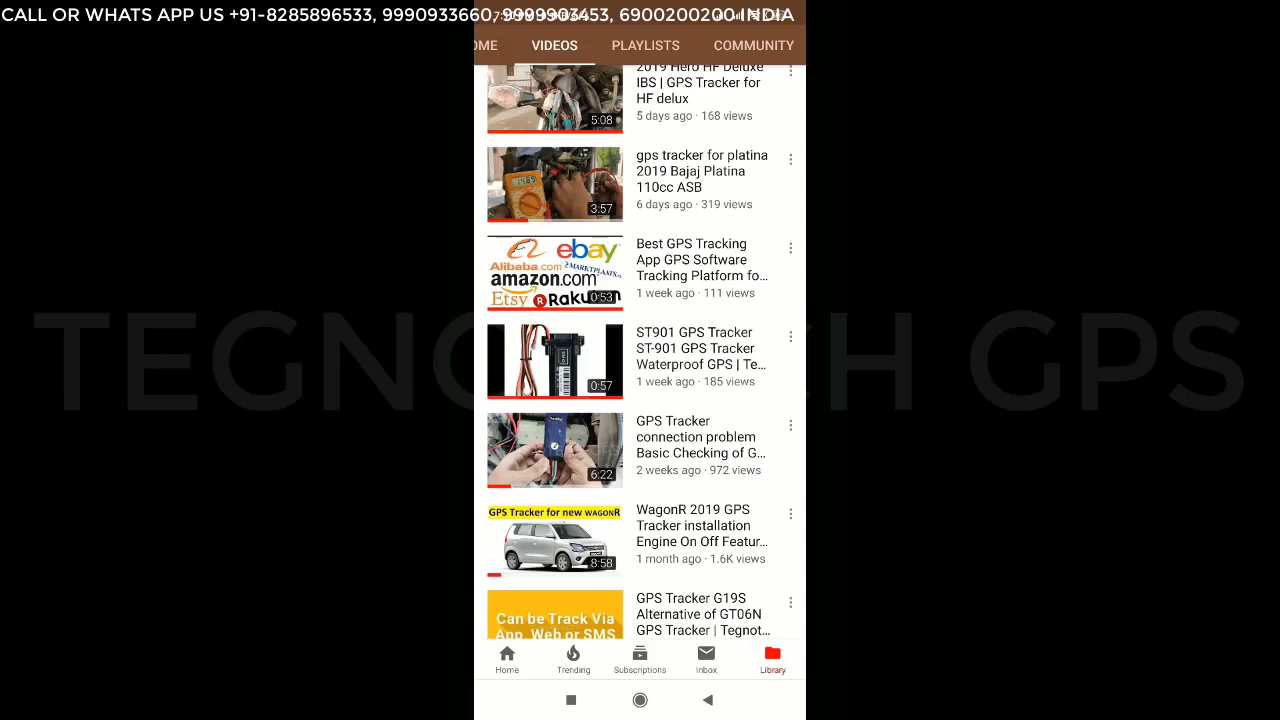 CALL OR WHATS APP US +91-8285896533, 9990933660, 9999903453, 6900200200 INDIA
OME VIDEOS PLAYLISTS COMMUNITY
2019 Hero HF Deluxe
IBS | GPS Tracker for
HF delux
5:08
5 days ago · 168 views
gps tracker for platina
2019 Bajaj Platina
110cc ASB
3:57
6 days ago · 319 views
ebay
Alibaba.com
amazon.com
Etsy Rakuten
0:53
Best GPS Tracking
App GPS Software
Tracking Platform fo...
1 week ago · 111 views
ST901 GPS Tracker
ST-901 GPS Tracker
Waterproof GPS | Te...
0:57
1 week ago · 185 views
GPS Tracker
connection problem
Basic Checking of G...
6:22
2 weeks ago · 972 views
GPS Tracker for new WAGONR
8:58
WagonR 2019 GPS
Tracker installation
Engine On Off Featur...
1 month ago · 1.6K views
Can be Track Via
App, Web or SMS
GPS Tracker G19S
Alternative of GT06N
GPS Tracker | Tegnot...
Home Trending Subscriptions Inbox Library
TEGNO H GPS